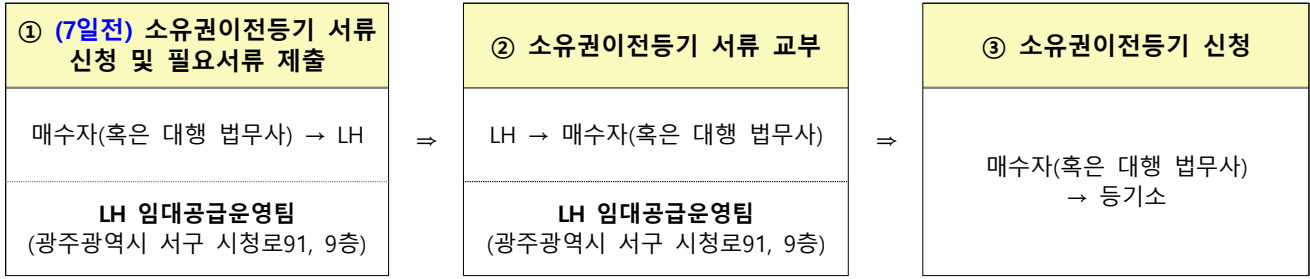 ① (7일전) 소유권이전등기 서류
신청 및 필요서류 제출
매수자(혹은 대행 법무사) → LH
LH 임대공급운영팀
(광주광역시 서구 시청로91, 9층)
⇒
② 소유권이전등기 서류 교부
LH → 매수자(혹은 대행 법무사)
LH 임대공급운영팀
(광주광역시 서구 시청로91, 9층)
⇒
③ 소유권이전등기 신청
매수자(혹은 대행 법무사)
→ 등기소